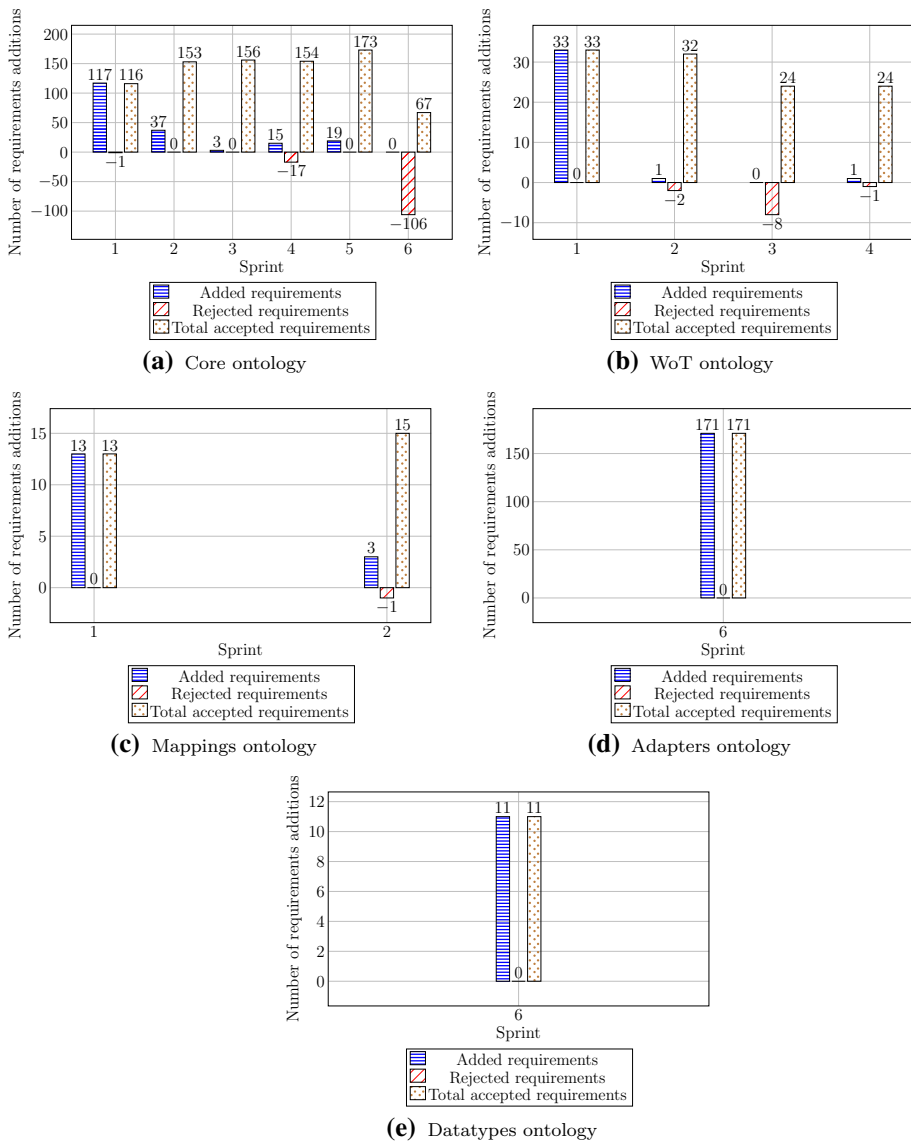 Number of requirements additions
200
150
100
50
0
−50
−100
117 116 37 153 3 156 15 154 19 173 0 67
−1 0 0 −17 0 −106
1 2 3 4 5 6
Sprint
Added requirements
Rejected requirements
Total accepted requirements
(a) Core ontology
Number of requirements additions
30
20
10
0
−10
33 0 33 1 −2 32 0 −8 24 1 −1 24
1 2 3 4
Sprint
Added requirements
Rejected requirements
Total accepted requirements
(b) WoT ontology
Number of requirements additions
15
10
5
0
13 0 13 3 −1 15
1 2
Sprint
Added requirements
Rejected requirements
Total accepted requirements
(c) Mappings ontology
Number of requirements additions
150
100
50
0
171 0 171
6
Sprint
Added requirements
Rejected requirements
Total accepted requirements
(d) Adapters ontology
Number of requirements additions
12
10
8
6
4
2
0
11 0 11
6
Sprint
Added requirements
Rejected requirements
Total accepted requirements
(e) Datatypes ontology